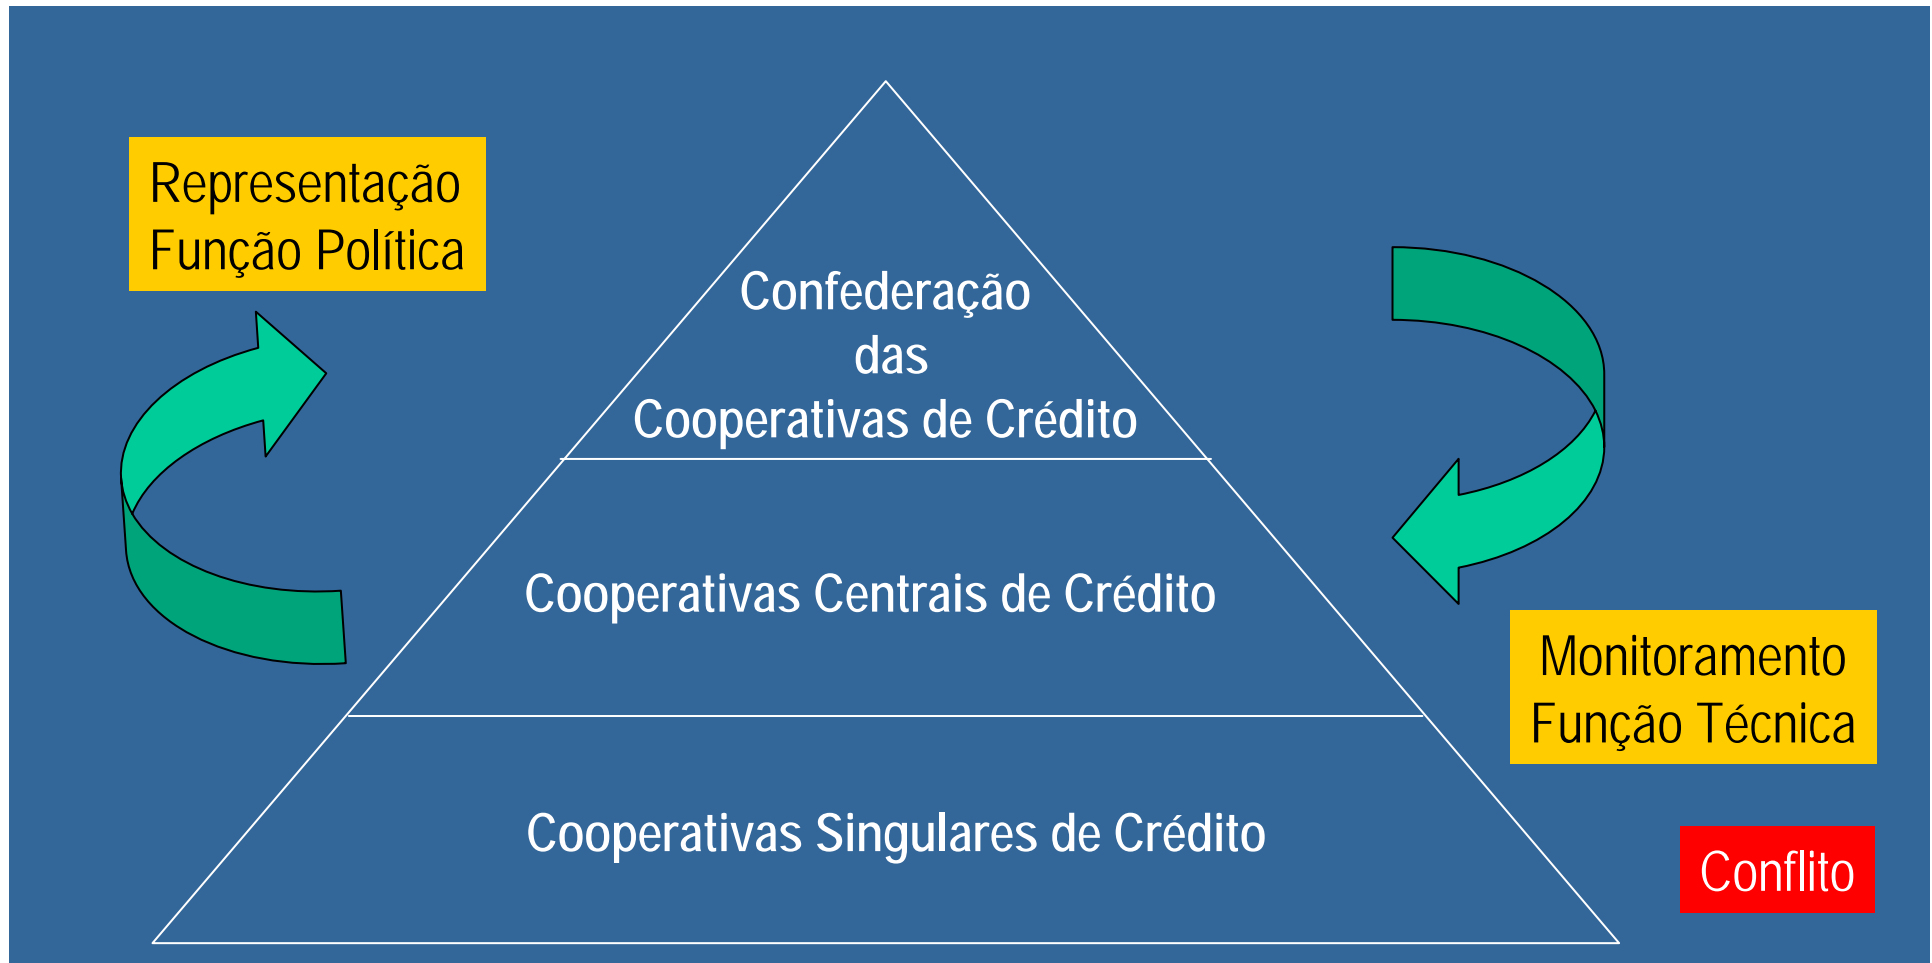 Representação
Função Política
Confederação
das
Cooperativas de Crédito
Cooperativas Centrais de Crédito
Monitoramento
Função Técnica
Cooperativas Singulares de Crédito
Conflito